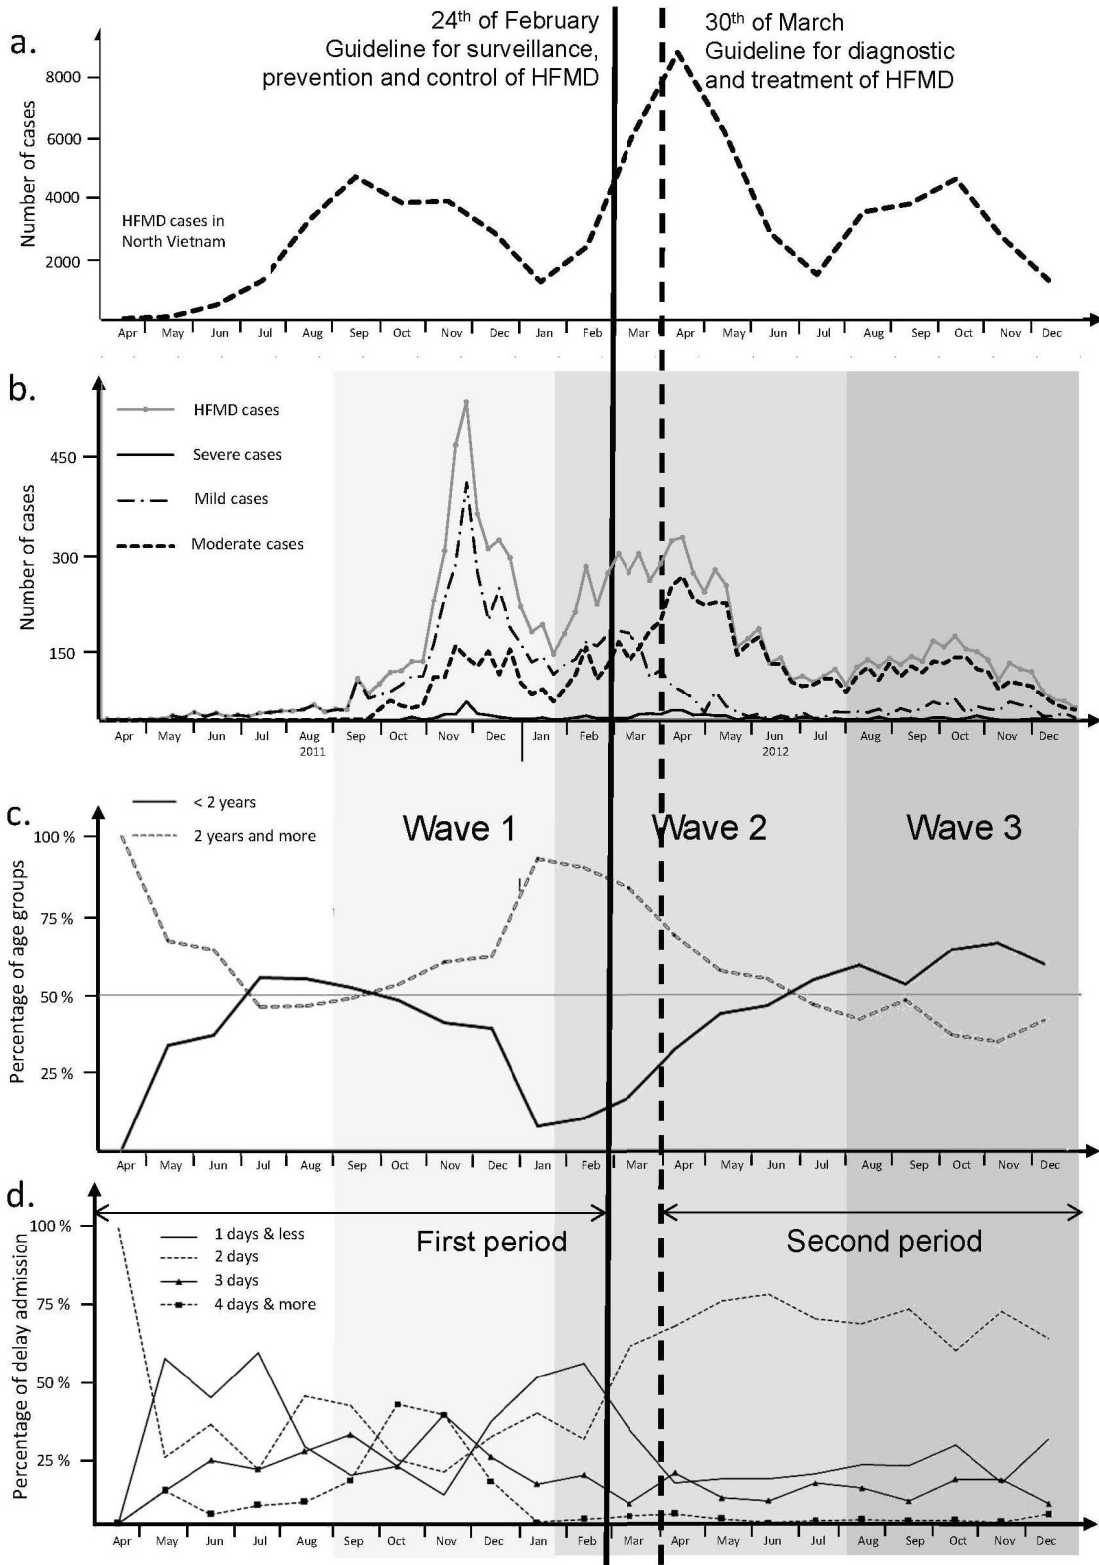 a.
24th of February
Guideline for surveillance,
prevention and control of HFMD
30th of March
Guideline for diagnostic
and treatment of HFMD
Number of cases
8000
6000
4000
2000
HFMD cases in
North Vietnam
Apr May Jun Jul Aug Sep Oct Nov Dec Jan Feb Mar Apr May Jun Jul Aug Sep Oct Nov Dec
b.
Number of cases
450
300
150
HFMD cases
Severe cases
Mild cases
Moderate cases
Apr May Jun Jul Aug Sep Oct Nov Dec Jan Feb Mar Apr May Jun Jul Aug Sep Oct Nov Dec
2011 2012
c.
Percentage of age groups
100 %
75 %
50 %
25 %
< 2 years
2 years and more
Wave 1 Wave 2 Wave 3
Apr May Jun Jul Aug Sep Oct Nov Dec Jan Feb Mar Apr May Jun Jul Aug Sep Oct Nov Dec
d.
Percentage of delay admission
100 %
75 %
50 %
25 %
1 days & less
2 days
3 days
4 days & more
First period Second period
Apr May Jun Jul Aug Sep Oct Nov Dec Jan Feb Mar Apr May Jun Jul Aug Sep Oct Nov Dec